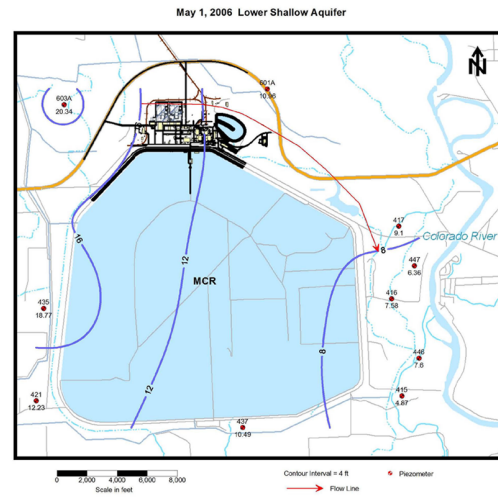 May 1, 2006 Lower Shallow Aquifer
N
601A
10.96
603A
20.34
417
9.1
Colorado River
8
16
447
6.36
12
MCR
416
7.58
435
18.77
8
446
7.6
415
4.87
421
12.23
12
437
10.49
0 2,000 4,000 6,000 8,000
Scale in feet
Contour Interval = 4 ft
Piezometer
Flow Line